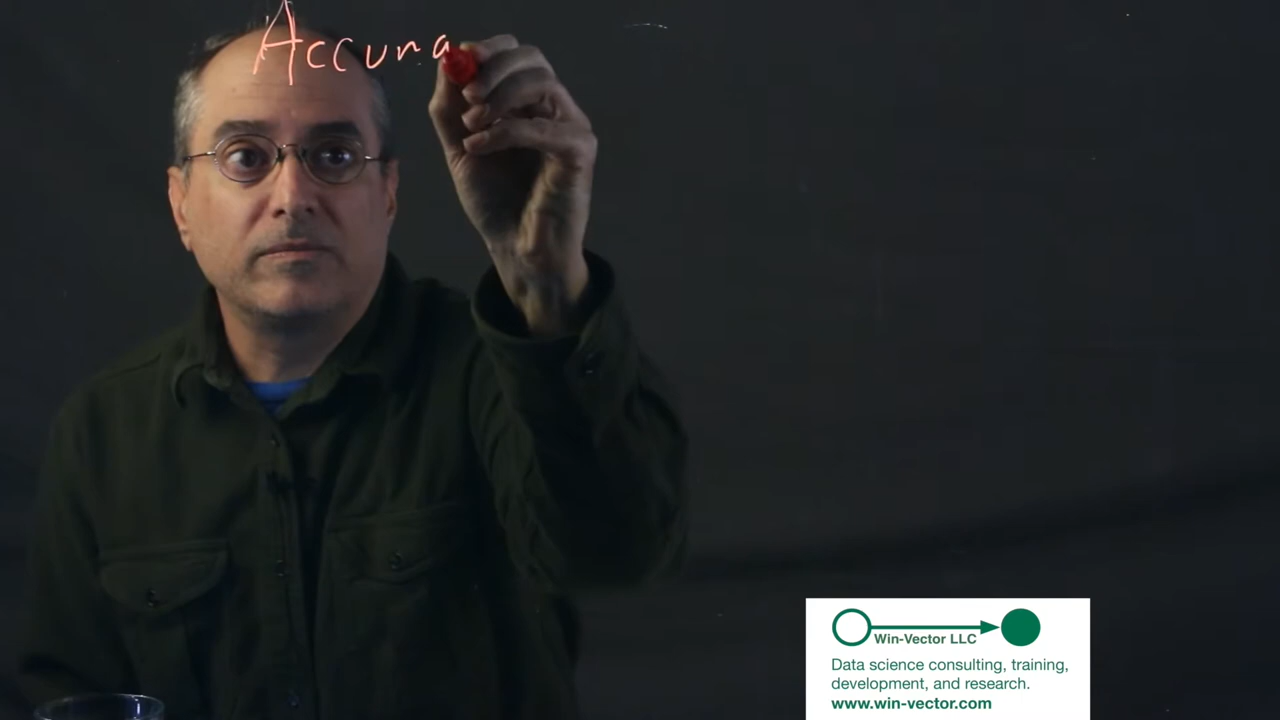 Accura
Win-Vector LLC
Data science consulting, training,
development, and research.
www.win-vector.com